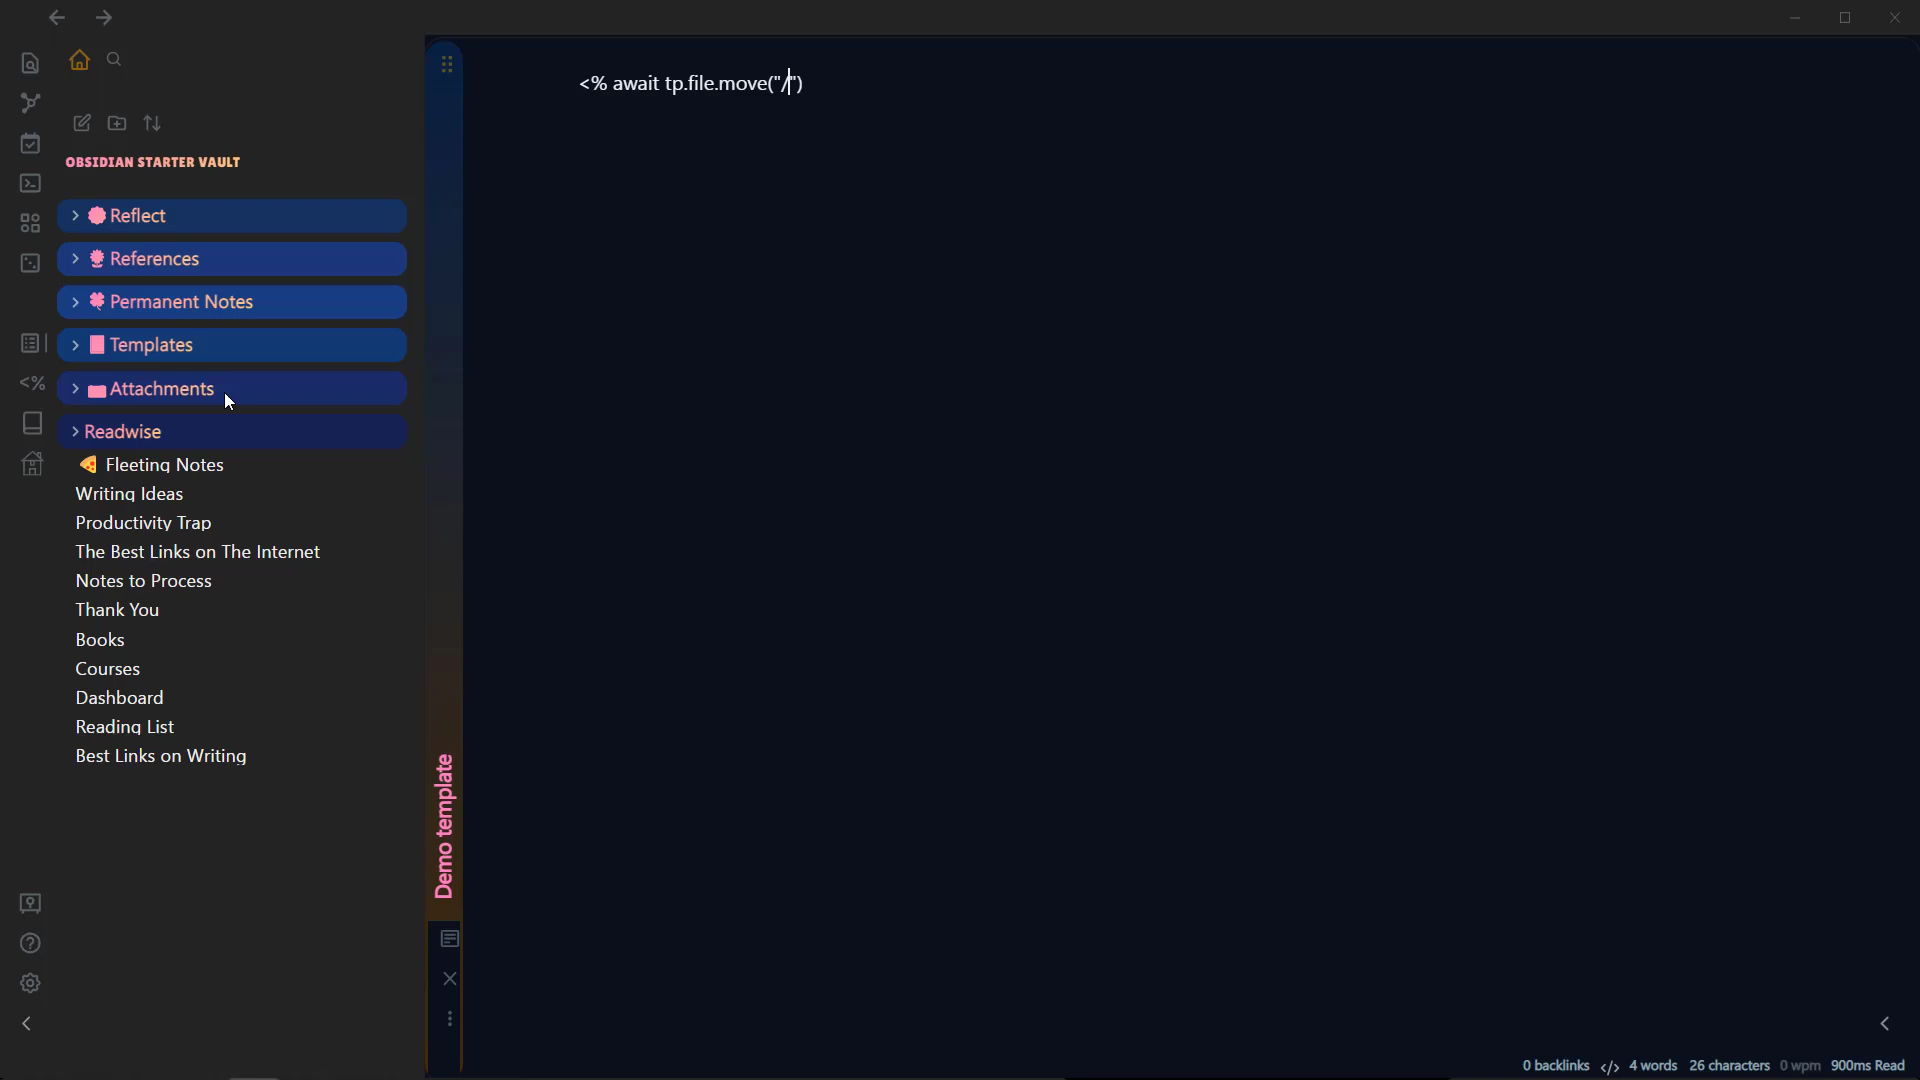 OBSIDIAN STARTER VAULT
Reflect
References
Permanent Notes
Templates
<%
Attachments
Readwise
Fleeting Notes
Writing Ideas
Productivity Trap
The Best Links on The Internet
Notes to Process
Thank You
Books
Courses
Dashboard
Reading List
Best Links on Writing
Demo template
<% await tp.file.move("/")
0 backlinks </> 4 words 26 characters 0 wpm 900ms Read